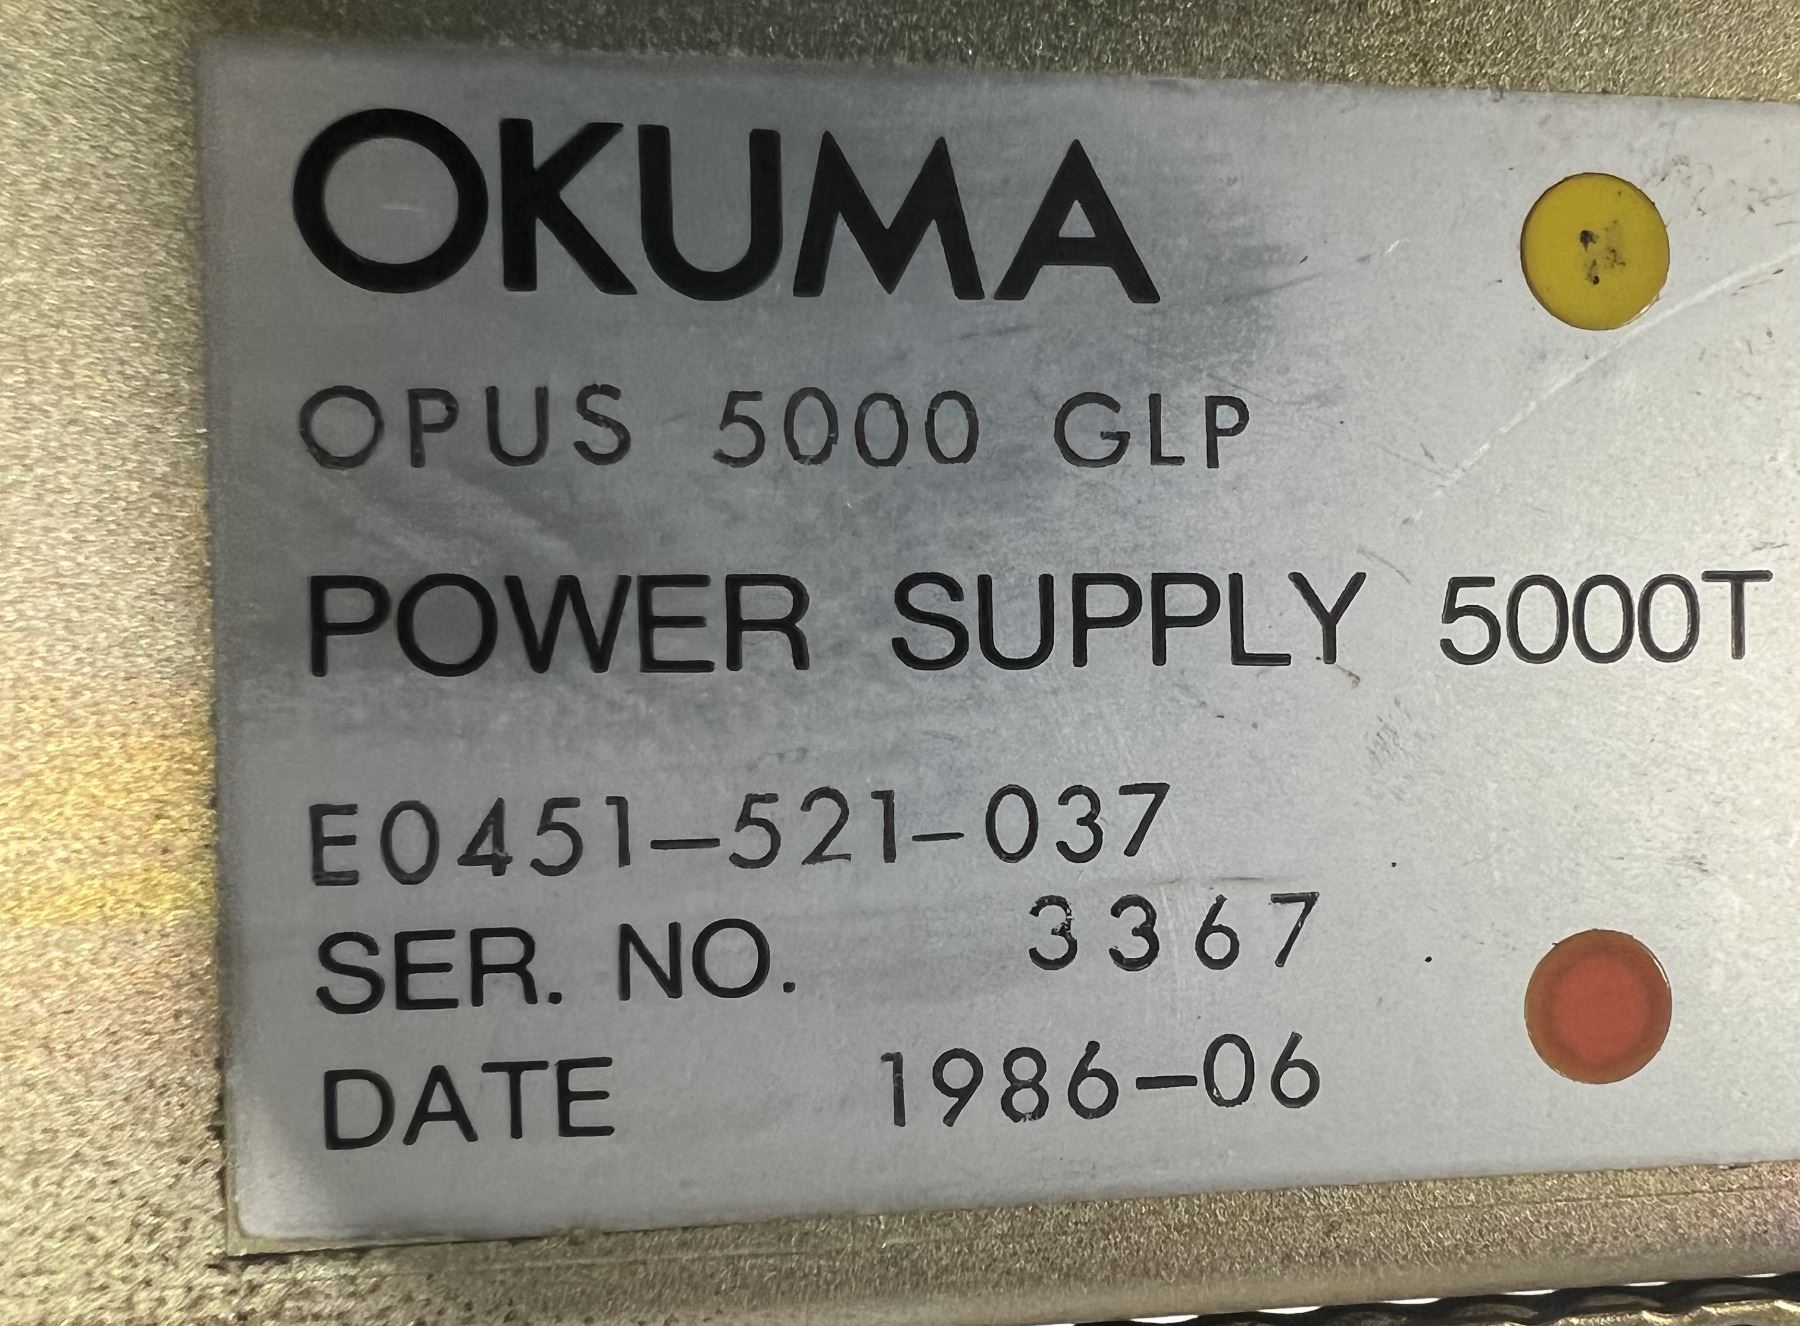 OKUMA
OPUS 5000 GLP
POWER SUPPLY 5000T
E0451-521-037
SER. NO. 3367
DATE 1986-06